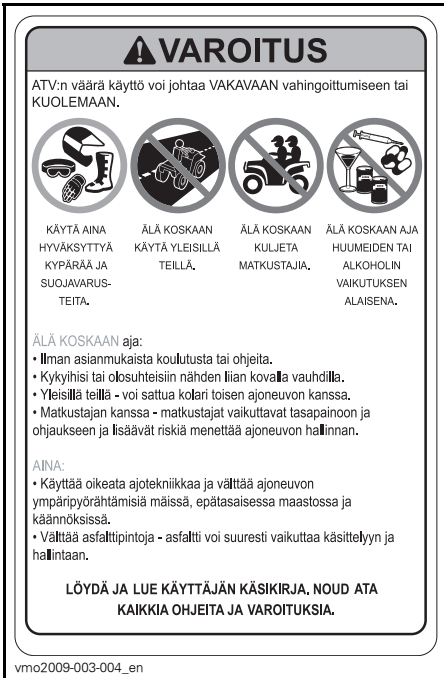 VAROITUS
ATV:n väärä käyttö voi johtaa VAKAVAAN vahingoittumiseen tai
KUOLEMAAN.
KÄYTÄ AINA
HYVÄKSYTTYÄ
KYPÄRÄÄ JA
SUOJAVARUS-
TEITA.
ÄLÄ KOSKAAN
KÄYTÄ YLEISILLÄ
TEILLÄ.
ÄLÄ KOSKAAN
KULJETA
MATKUSTAJIA.
ÄLÄ KOSKAAN AJA
HUUMEIDEN TAI
ALKOHOLIN
VAIKUTUKSEN
ALAISENA.
ÄLÄ KOSKAAN aja:
• Ilman asianmukaista koulutusta tai ohjeita.
• Kykyihisi tai olosuhteisiin nähden liian kovalla vauhdilla.
• Yleisillä teillä - voi sattua kolari toisen ajoneuvon kanssa.
• Matkustajan kanssa - matkustajat vaikuttavat tasapainoon ja
ohjaukseen ja lisäävät riskiä menettää ajoneuvon hallinnan.
AINA:
• Käyttää oikeata ajotekniikkaa ja välttää ajoneuvon
ympäripyörähtämisiä mäissä, epätasaisessa maastossa ja
käännöksissä.
• Välttää asfalttipintoja - asfaltti voi suuresti vaikuttaa käsittelyyn ja
hallintaan.
LÖYDÄ JA LUE KÄYTTÄJÄN KÄSIKIRJA. NOUD ATA
KAIKKIA OHJEITA JA VAROITUKSIA.
vmo2009-003-004_en